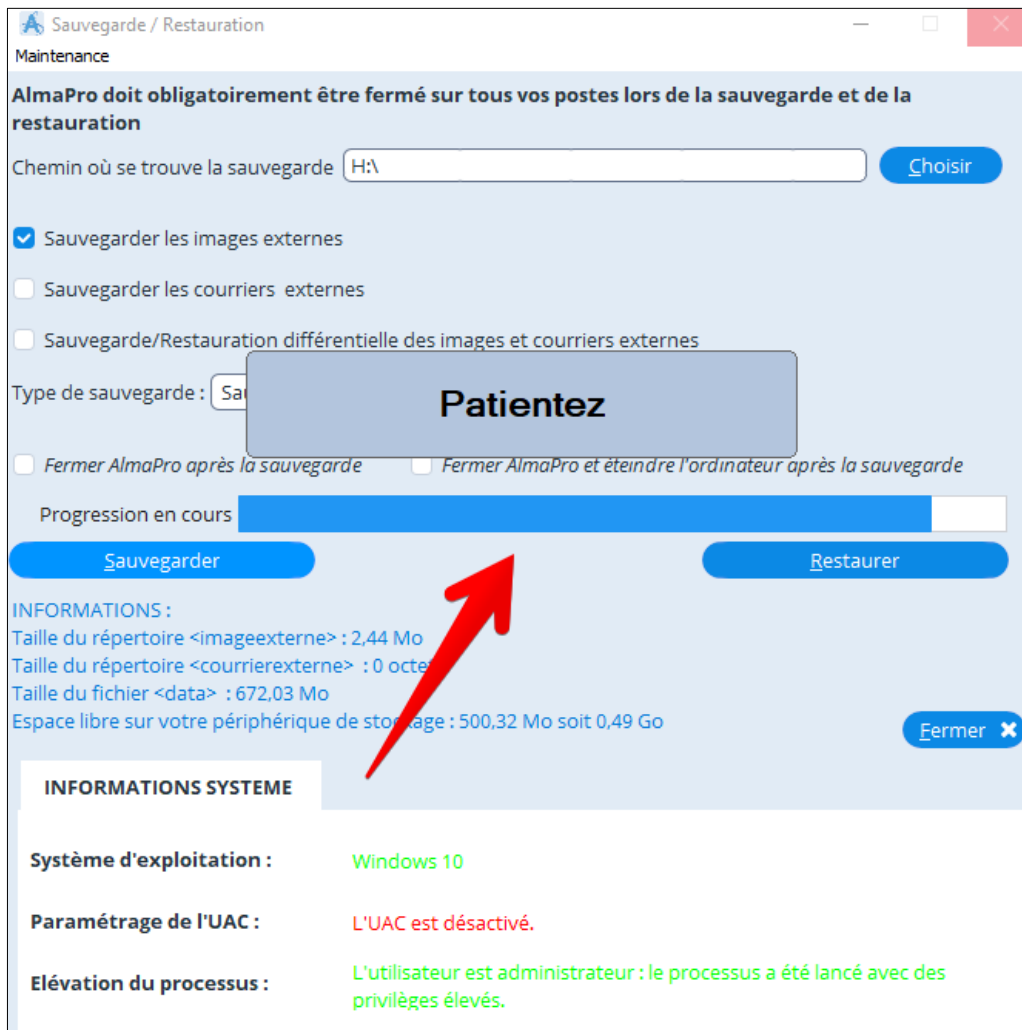 Sauvegarde / Restauration
Maintenance
AlmaPro doit obligatoirement être fermé sur tous vos postes lors de la sauvegarde et de la
restauration
Chemin où se trouve la sauvegarde H:\ Choisir
Sauvegarder les images externes
Sauvegarder les courriers externes
Sauvegarde/Restauration différentielle des images et courriers externes
Type de sauvegarde :
Patientez
Fermer AlmaPro après la sauvegarde Fermer AlmaPro et éteindre l'ordinateur après la sauvegarde
Progression en cours
Sauvegarder Restaurer
INFORMATIONS :
Taille du répertoire <imageexterne> : 2,44 Mo
Taille du répertoire <courrierexterne> : 0
Taille du fichier <data> : 672,03 Mo
Espace libre sur votre périphérique de stockage : 500,32 Mo soit 0,49 Go
Fermer
INFORMATIONS SYSTEME
Système d'exploitation : Windows 10
Paramétrage de l'UAC : L'UAC est désactivé.
Elévation du processus : L'utilisateur est administrateur : le processus a été lancé avec des
privilèges élevés.